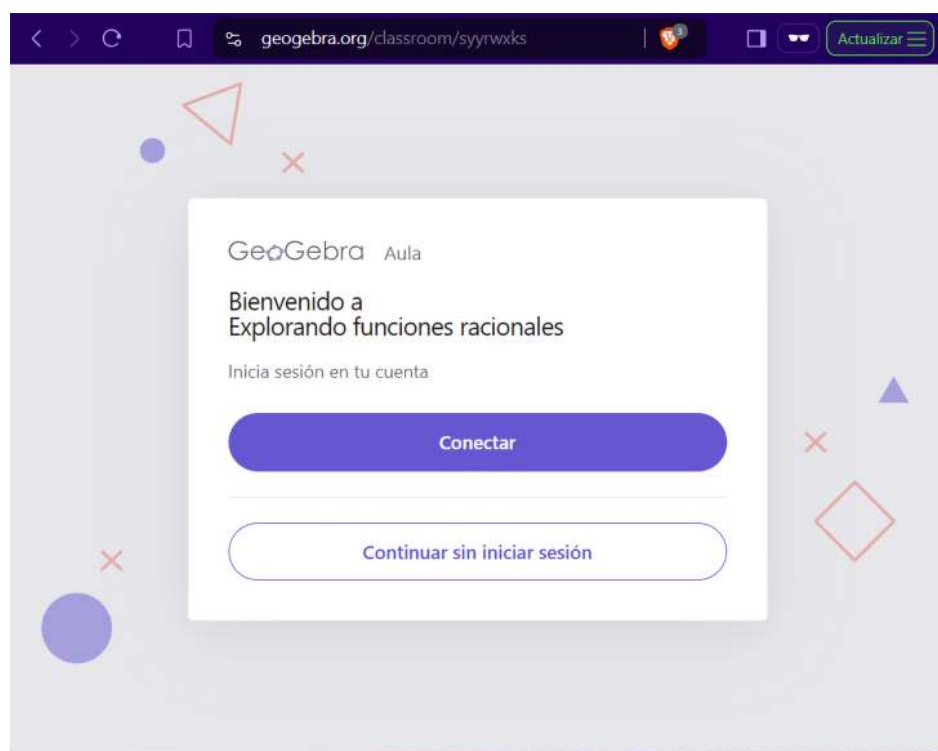 geogebra.org/classroom/syyrwxks
3
Actualizar
GeoGebra Aula
Bienvenido a
Explorando funciones racionales
Inicia sesión en tu cuenta
Conectar
Continuar sin iniciar sesión